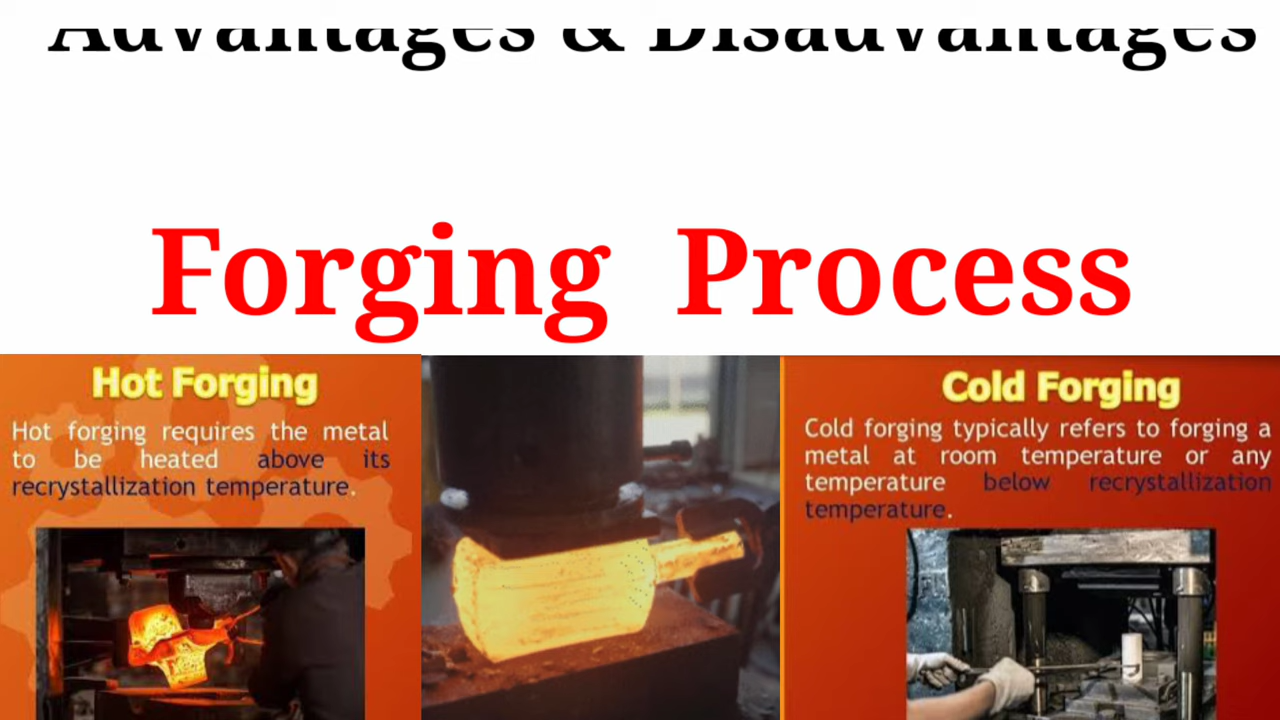 Advantages & Disadvantages
Forging Process
Hot Forging
Hot forging requires the metal
to be heated above its
recrystallization temperature.
Cold Forging
Cold forging typically refers to forging a
metal at room temperature or any
temperature below recrystallization
temperature.